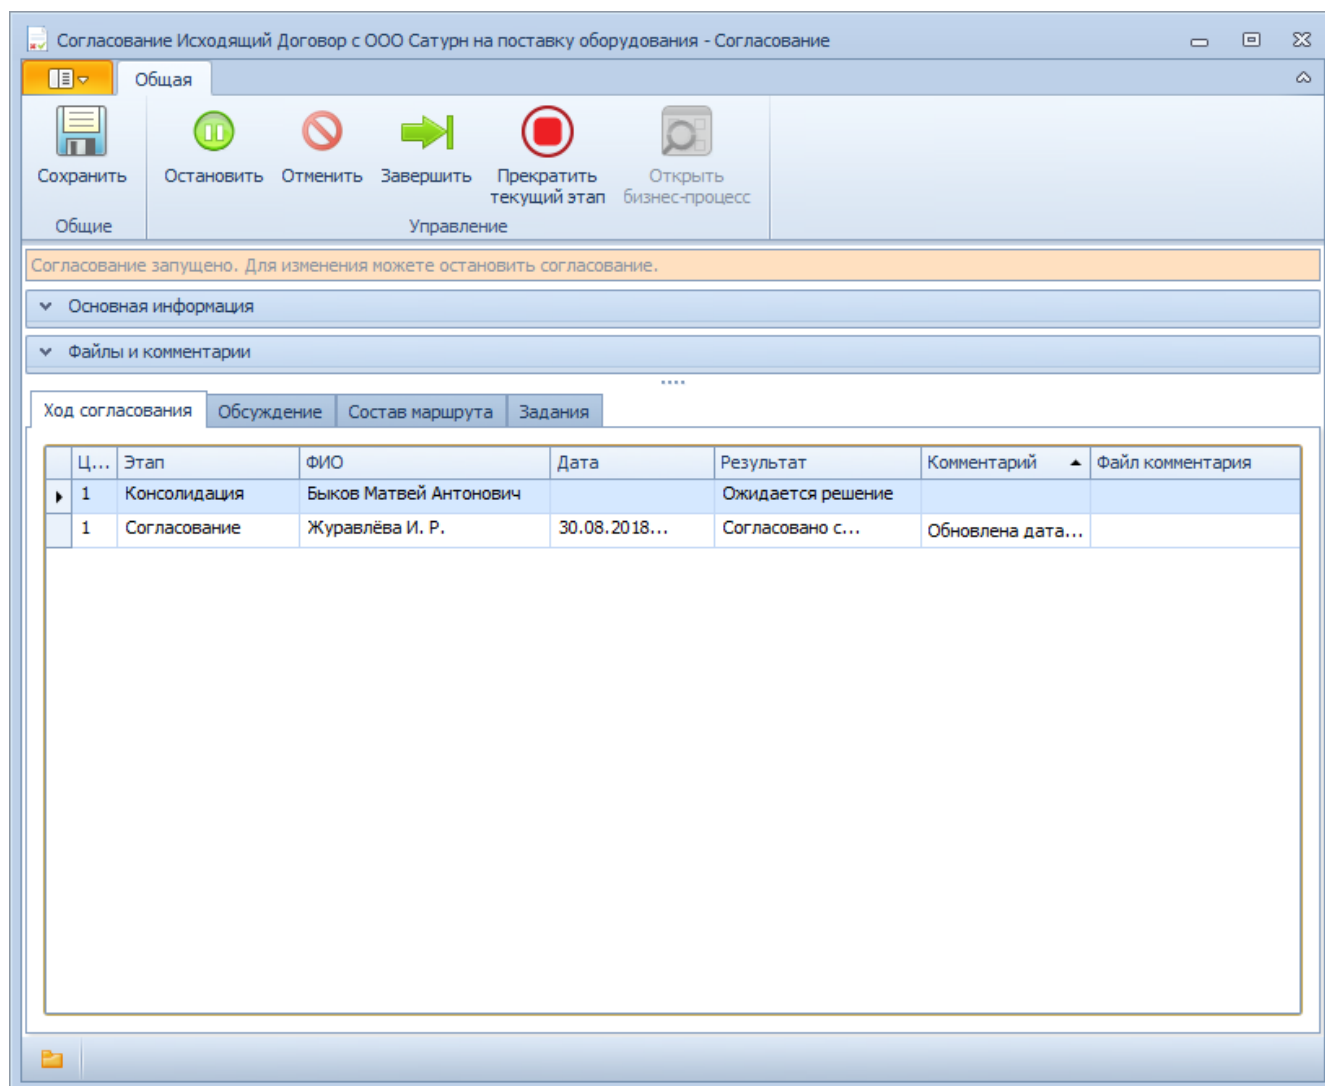 Согласование Исходящий Договор с ООО Сатурн на поставку оборудования - Согласование
Общая
Сохранить
Остановить
Отменить
Завершить
Прекратить
текущий этап
Открыть
бизнес-процесс
Общие
Управление
Согласование запущено. Для изменения можете остановить согласование.
Основная информация
Файлы и комментарии
Ход согласования
Обсуждение
Состав маршрута
Задания
Ц... Этап ФИО Дата Результат Комментарий Файл комментария
1 Консолидация Быков Матвей Антонович Ожидается решение
1 Согласование Журавлёва И. Р. 30.08.2018... Согласовано с... Обновлена дата...